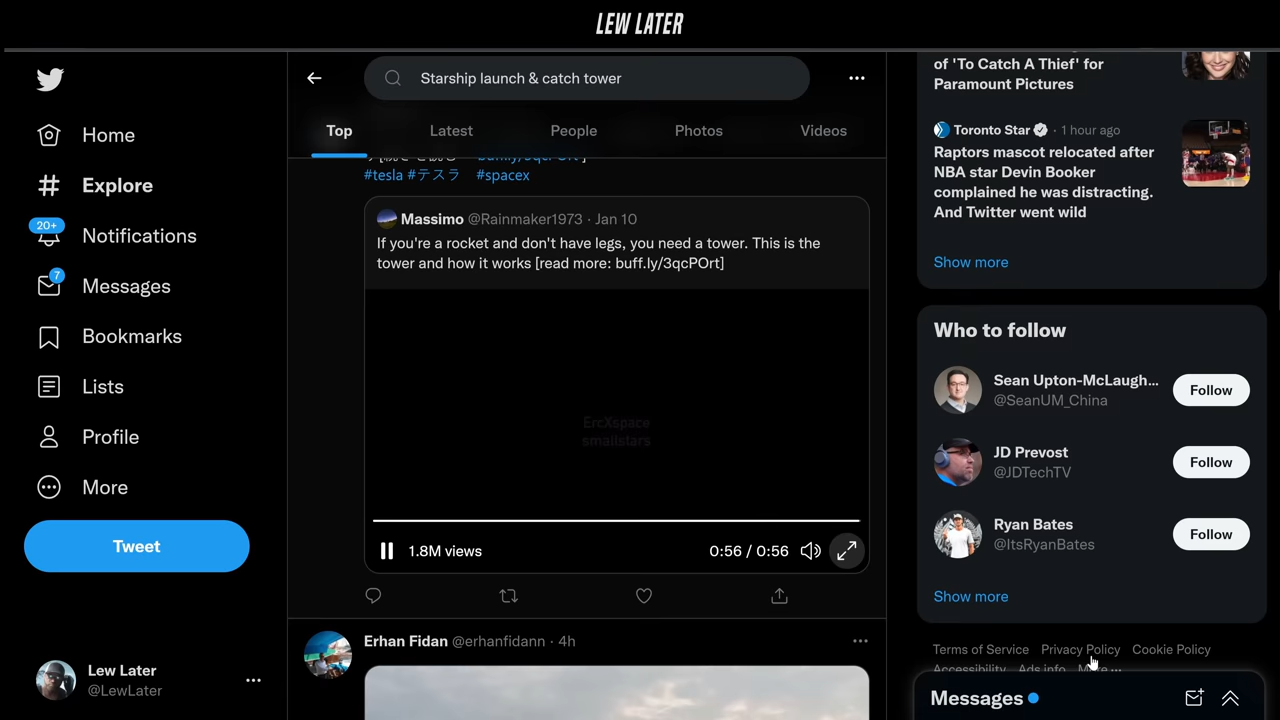 LEW LATER
Home
Explore
20+
Notifications
7
Messages
Bookmarks
Lists
Profile
More
Tweet
Lew Later
@LewLater
Starship launch & catch tower
Top
Latest
People
Photos
Videos
#tesla #テスラ #spacex
Massimo @Rainmaker1973 · Jan 10
If you're a rocket and don't have legs, you need a tower. This is the
tower and how it works [read more: buff.ly/3qcPOrt]
ErcXspace
smallstars
1.8M views
0:56 / 0:56
Erhan Fidan @erhanfidann · 4h
of 'To Catch A Thief' for
Paramount Pictures
Toronto Star · 1 hour ago
Raptors mascot relocated after
NBA star Devin Booker
complained he was distracting.
And Twitter went wild
Show more
Who to follow
Sean Upton-McLaugh...
@SeanUM_China
Follow
JD Prevost
@JDTechTV
Follow
Ryan Bates
@ItsRyanBates
Follow
Show more
Terms of Service Privacy Policy Cookie Policy
Accessibility Ads info More ...
Messages